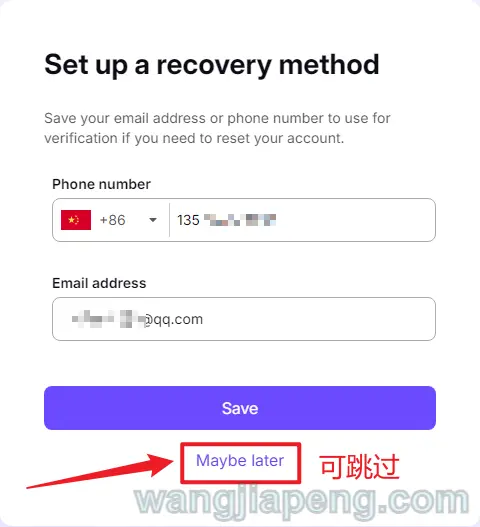 Set up a recovery method
Save your email address or phone number to use for
verification if you need to reset your account.
Phone number
+86
135
Email address
@qq.com
Save
Maybe later
可跳过
wangjiapeng.com